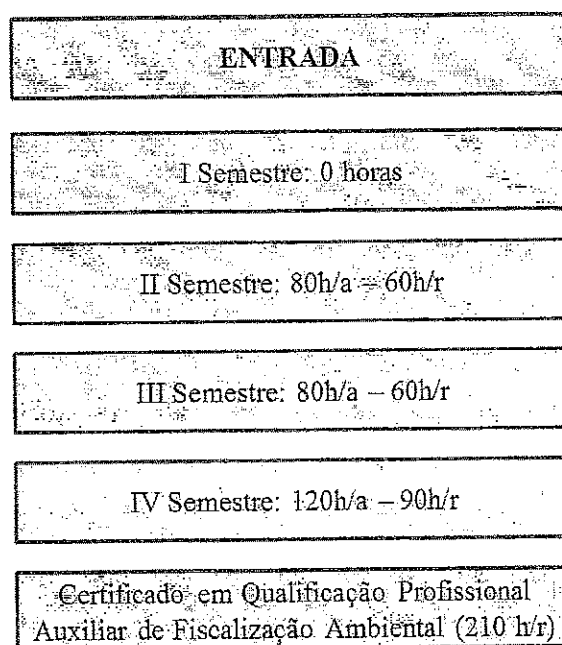 ENTRADA
I Semestre: 0 horas
II Semestre: 80h/a – 60h/r
III Semestre: 80h/a – 60h/r
IV Semestre: 120h/a – 90h/r
Certificado em Qualificação Profissional
Auxiliar de Fiscalização Ambiental (210 h/r)